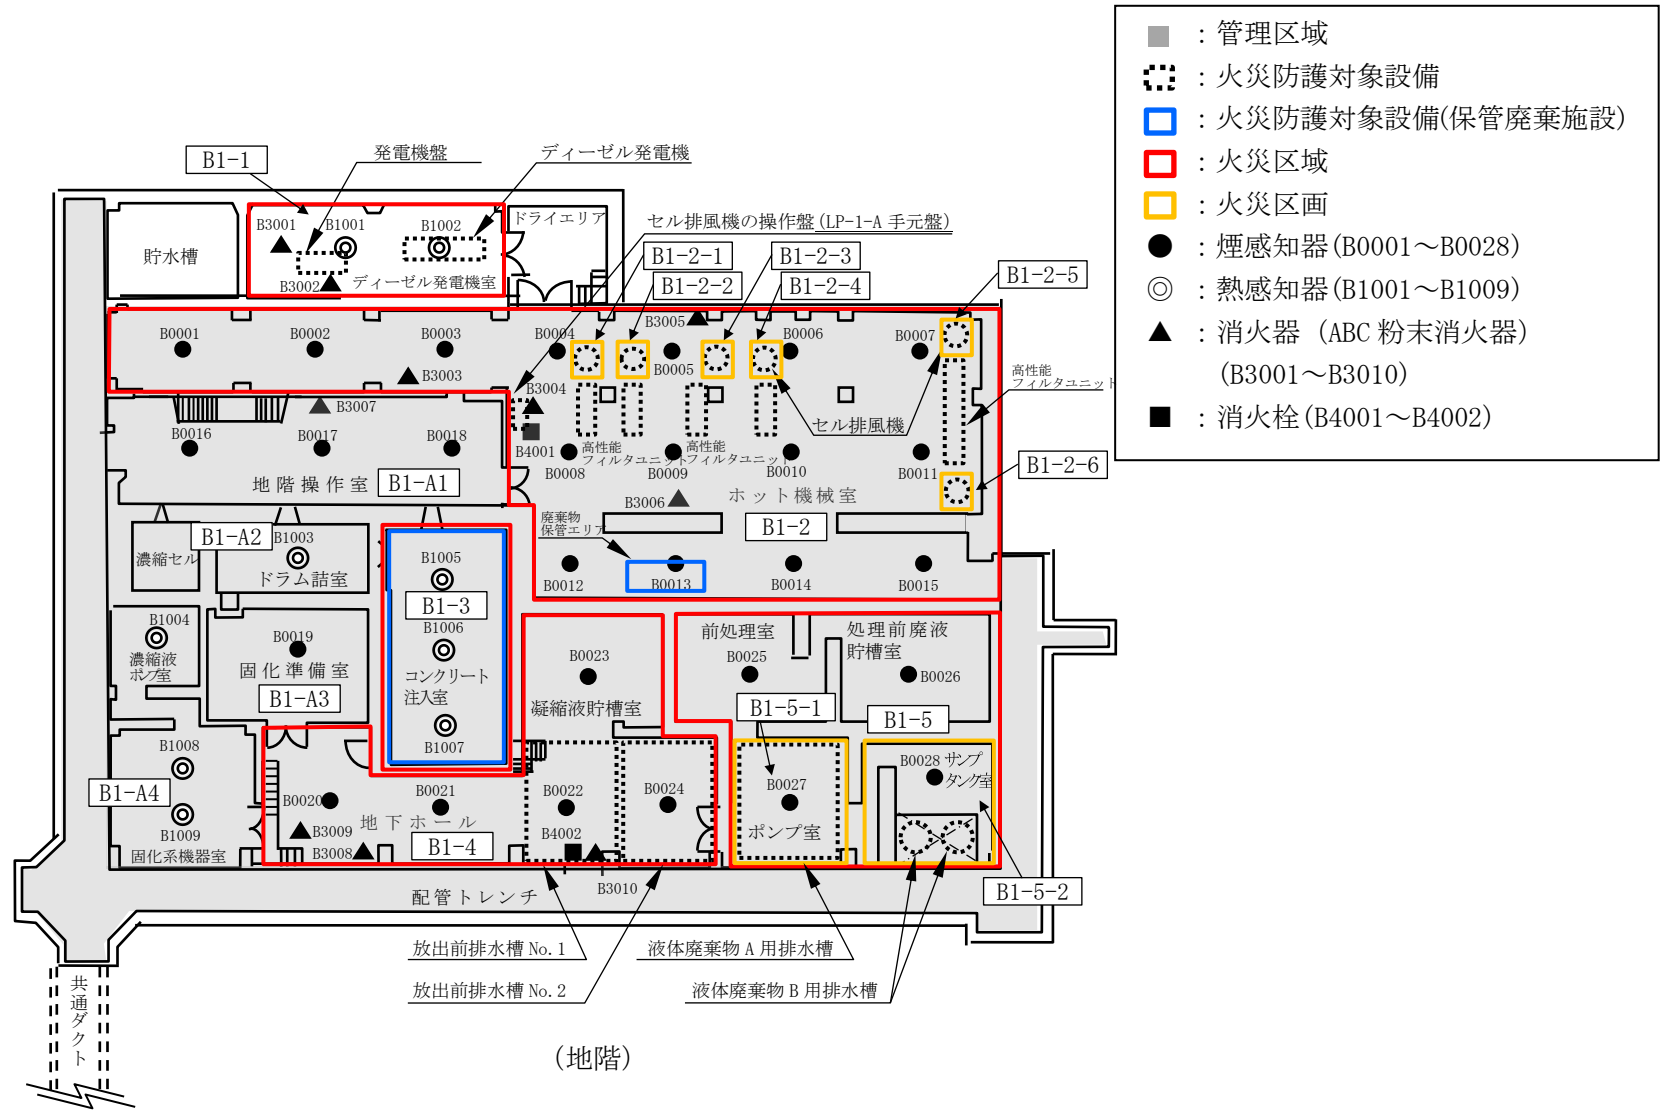 ：管理区域
：火災防護対象設備
：火災防護対象設備(保管廃棄施設)
：火災区域
：火災区画
：煙感知器(B0001～B0028)
：熱感知器(B1001～B1009)
：消火器（ABC 粉末消火器）
(B3001～B3010)
：消火栓(B4001～B4002)
B1-1
発電機盤
ディーゼル発電機
B3001
B1001
B1002
ドライエリア
セル排風機の操作盤(LP-1-A 手元盤)
貯水槽
B3002
ディーゼル発電機室
B1-2-1
B1-2-3
B1-2-5
B1-2-2
B1-2-4
B0001
B0002
B0003
B0004
B3005
B0006
B0007
B0005
B3003
B3004
高性能
フィルタユニット
B3007
セル排風機
B0016
B0017
B0018
B4001
B0008
高性能
フィルタユニット
B0009
高性能
フィルタユニット
B0010
B0011
B1-2-6
地階操作室
B1-A1
B3006
ホット機械室
廃棄物
保管エリア
B1-2
B1-A2
B1003
濃縮セル
ドラム詰室
B1005
B0012
B0013
B0014
B0015
B1-3
B1004
B0019
B1006
前処理室
処理前廃液
貯槽室
濃縮液
ポンプ室
固化準備室
コンクリート
注入室
B0023
B0025
B0026
B1-A3
凝縮液貯槽室
B1-5-1
B1-5
B1008
B1007
B0028
サンプ
タンク室
B1-A4
B0020
B0021
B0022
B0024
B0027
B1009
B3009
地下ホール
B4002
ポンプ室
固化系機器室
B3008
B1-4
B3010
B1-5-2
配管トレンチ
放出前排水槽 No.1
液体廃棄物 A 用排水槽
放出前排水槽 No.2
液体廃棄物 B 用排水槽
共通ダクト
(地階)